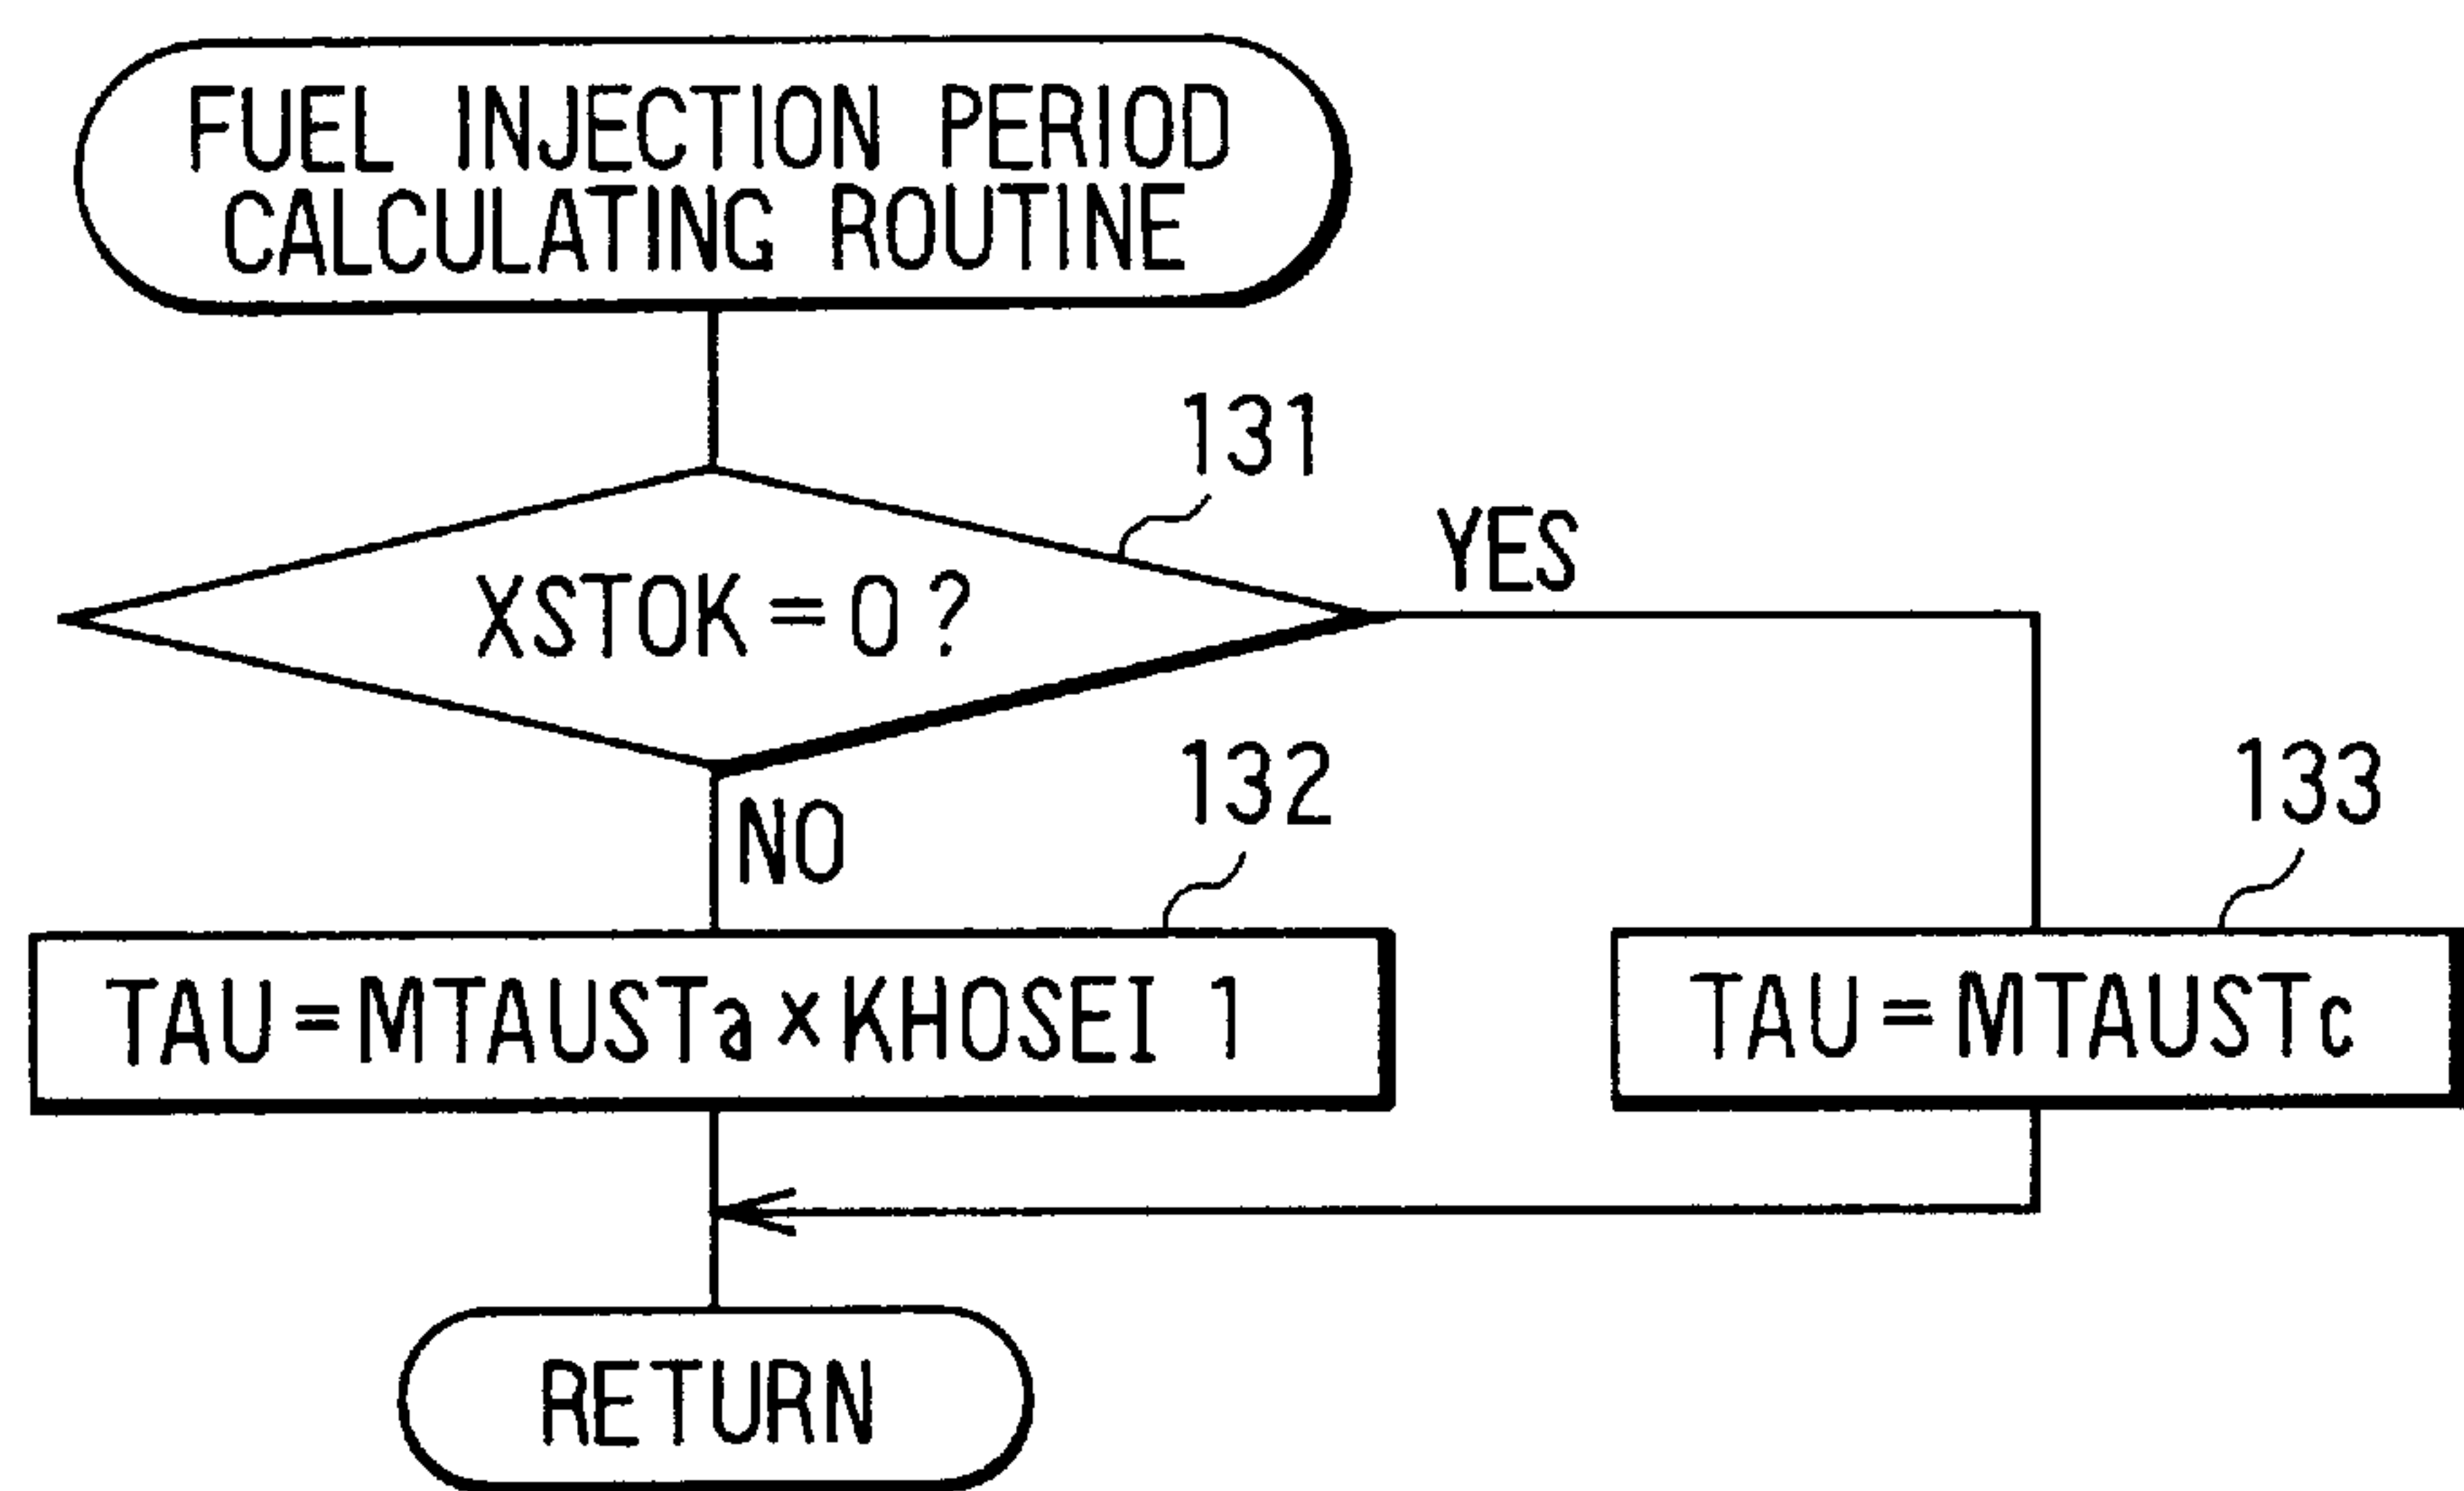 FUEL INJECTION PERIOD
CALCULATING ROUTINE
131
XSTOK=0?
YES
NO
132
TAU=MTAUSTa×KHOSEI 1
133
TAU=MTAUSTc
RETURN